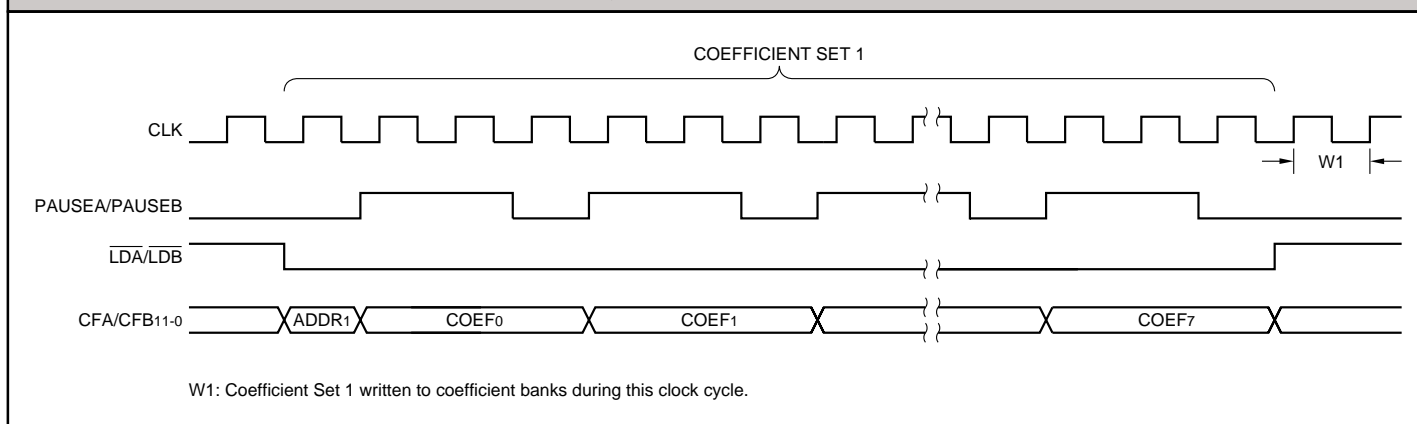 COEFFICIENT SET 1
CLK
W1
PAUSEA/PAUSEB
LDA/LDB
CFA/CFB11-0
ADDR1
COEF0
COEF1
COEF7
W1: Coefficient Set 1 written to coefficient banks during this clock cycle.